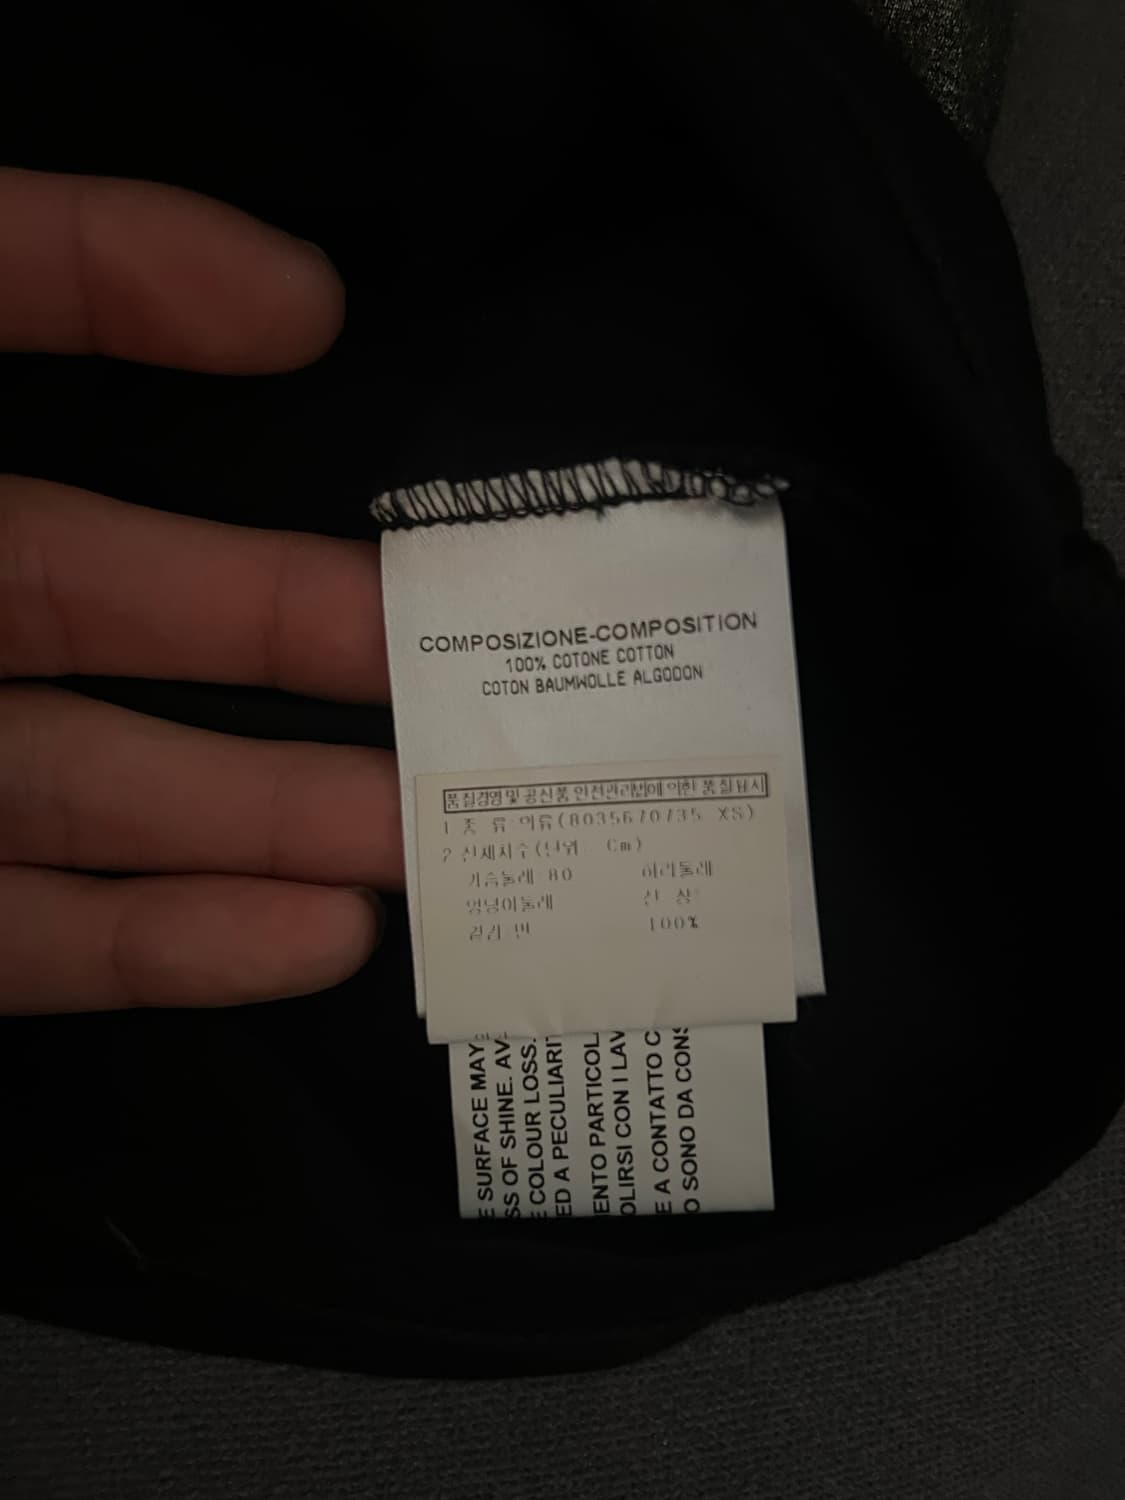 COMPOSIZIONE-COMPOSITION
100% COTONE COTTON
COTON BAUMWOLLE ALGODON
품질경영및 공산품 안전관리법에 의한 품질표시
1 종 류 의류(8035670735 XS)
2 신체치수(단위 Cm)
가슴둘레 80 허리둘레
엉덩이둘레 신 장
겉감 면 100%
E SURFACE MAY
SS OF SHINE. AV
E COLOUR LOSS.
ED A PECULIARI
ENTO PARTICOL
OLIRSI CON I LAV
E A CONTATTO C
O SONO DA CONS